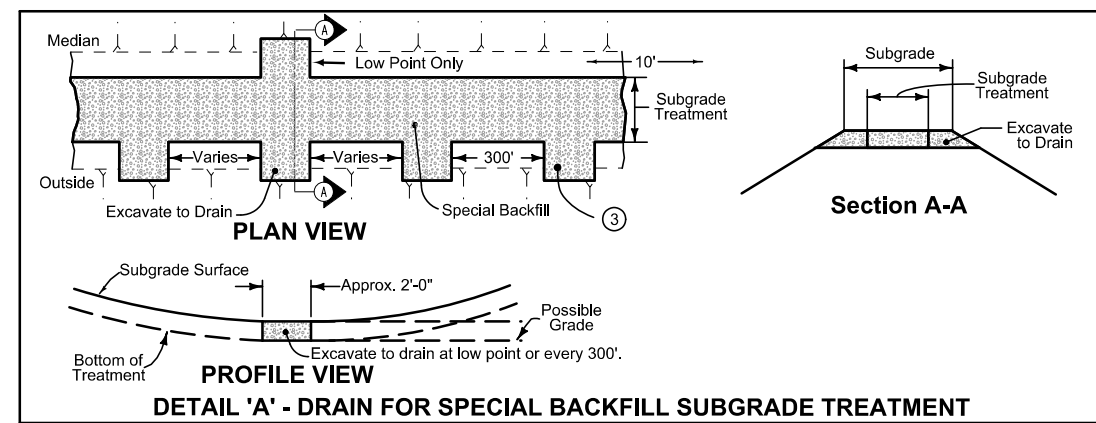 Median
A
Low Point Only
10'
Subgrade
Treatment
Varies
Varies
300'
Outside
A
Excavate to Drain
Special Backfill
3
PLAN VIEW
Subgrade
Subgrade
Treatment
Excavate
to Drain
Section A-A
Subgrade Surface
Approx. 2'-0"
Possible
Grade
Bottom of
Treatment
Excavate to drain at low point or every 300'.
PROFILE VIEW
DETAIL 'A' - DRAIN FOR SPECIAL BACKFILL SUBGRADE TREATMENT